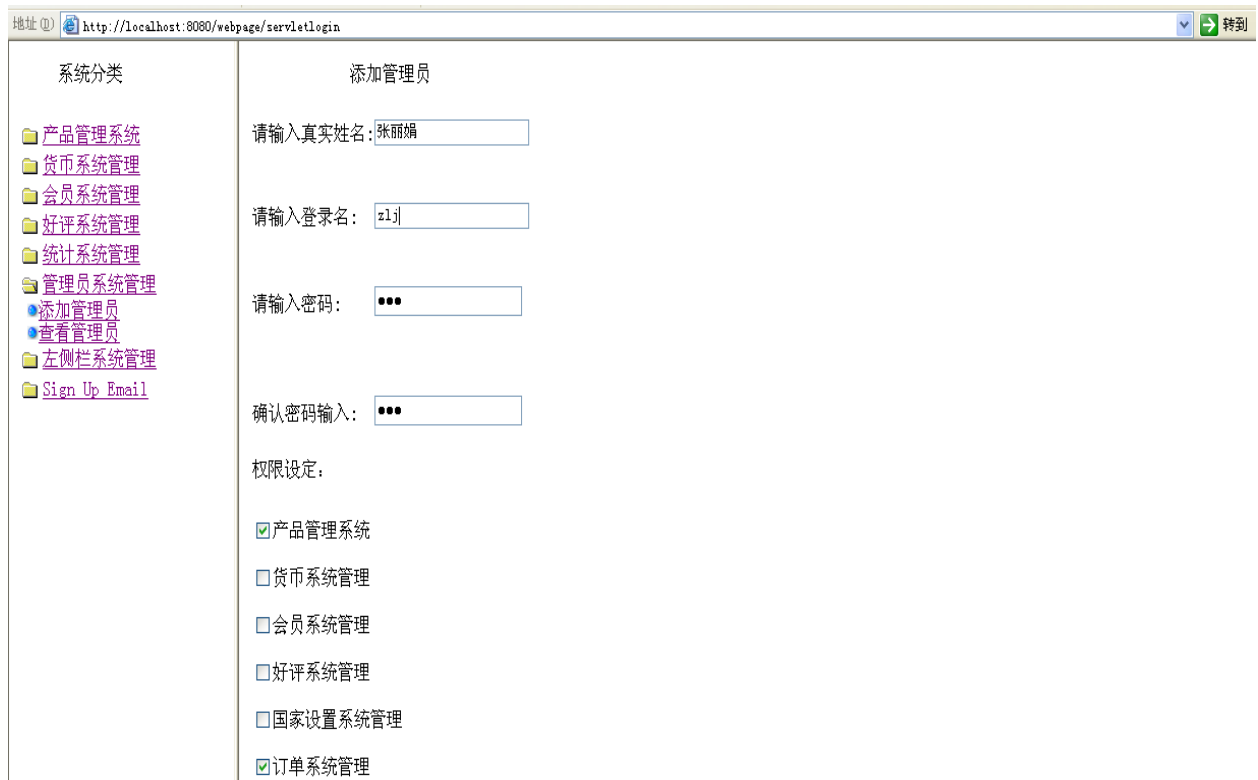 地址(D) http://localhost:8080/webpage/servletlogin 转到
系统分类
产品管理系统
货币系统管理
会员系统管理
好评系统管理
统计系统管理
管理员系统管理
添加管理员
查看管理员
左侧栏系统管理
Sign Up Email
添加管理员
请输入真实姓名:张丽娟
请输入登录名: zlj
请输入密码: ●●●
确认密码输入: ●●●
权限设定:
产品管理系统
货币系统管理
会员系统管理
好评系统管理
国家设置系统管理
订单系统管理